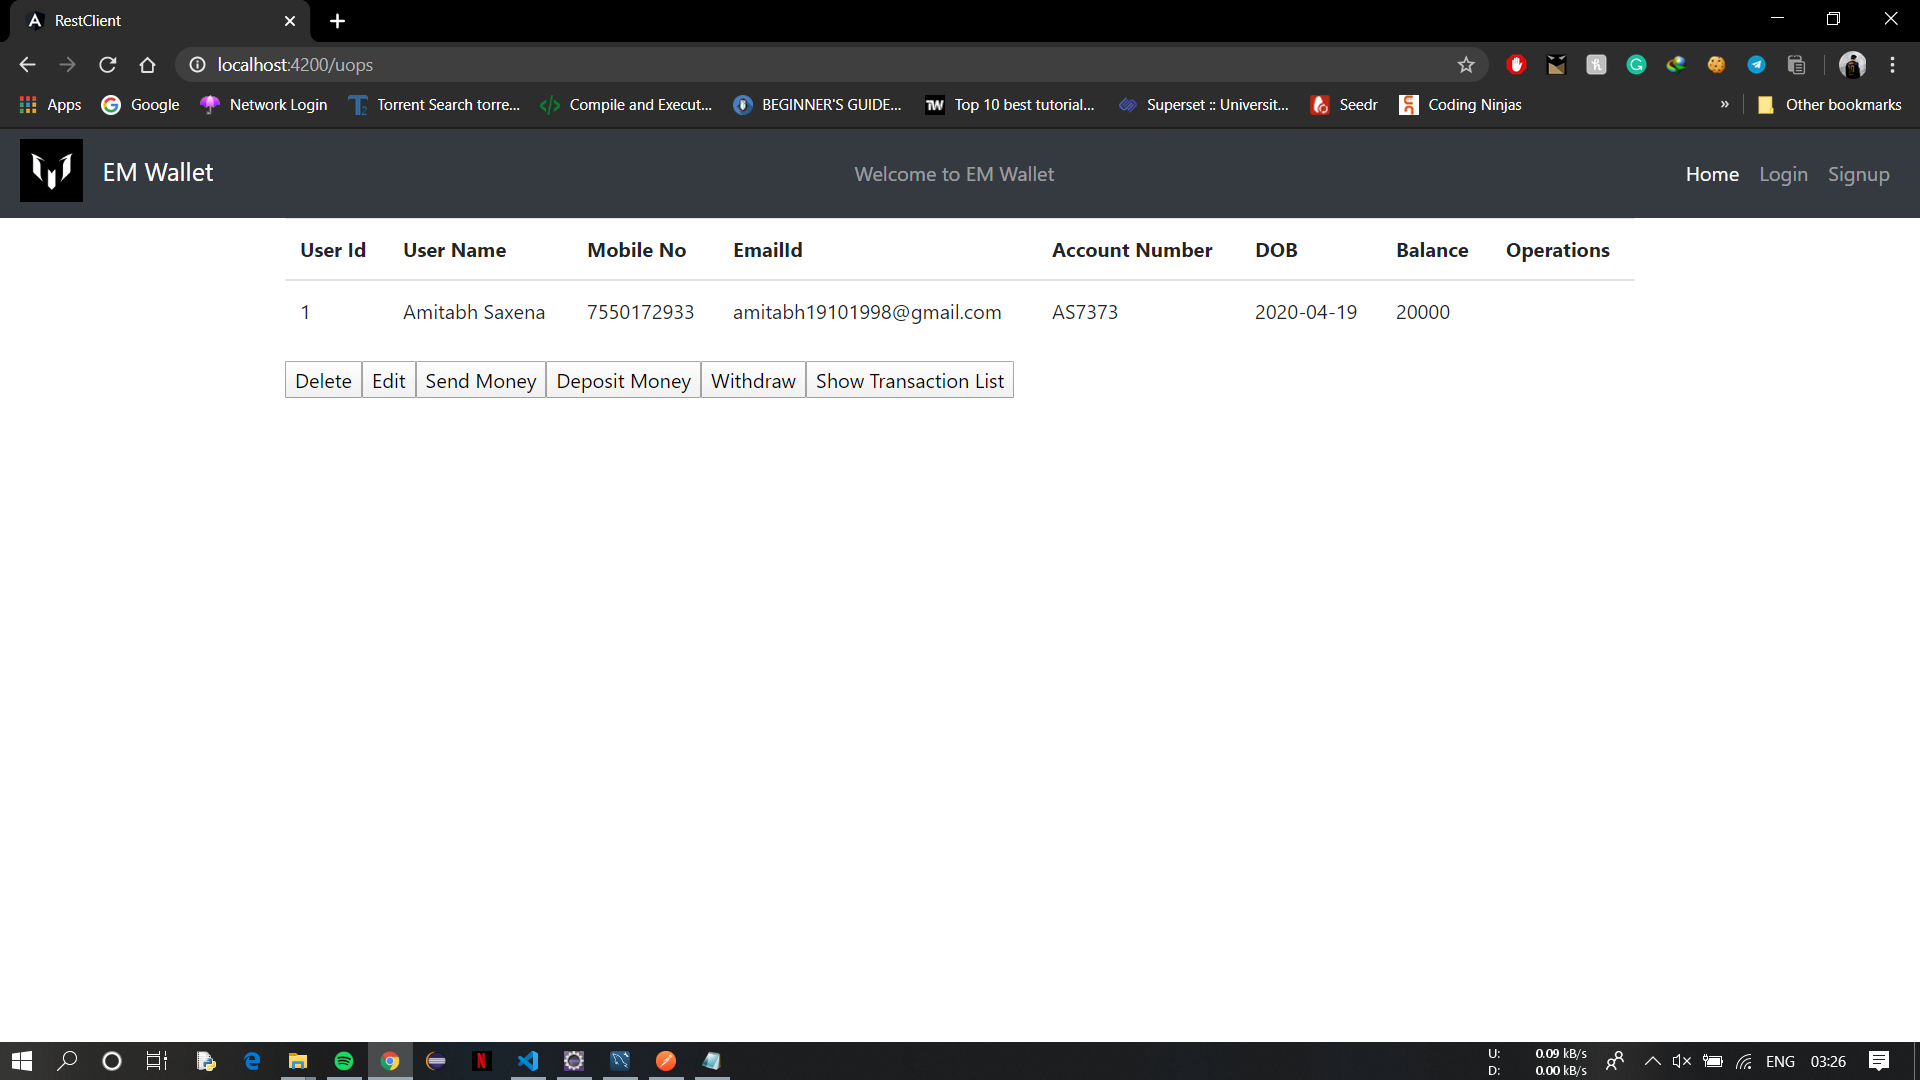 RestClient
localhost:4200/uops
Apps Google Network Login Torrent Search torre... Compile and Execut... BEGINNER'S GUIDE... Top 10 best tutorial... Superset :: Universit... Seedr Coding Ninjas » Other bookmarks
EM Wallet Welcome to EM Wallet Home Login Signup
User Id User Name Mobile No EmailId Account Number DOB Balance Operations
1 Amitabh Saxena 7550172933 amitabh19101998@gmail.com AS7373 2020-04-19 20000
Delete Edit Send Money Deposit Money Withdraw Show Transaction List
U: 0.09 kB/s
D: 0.00 kB/s
ENG 03:26